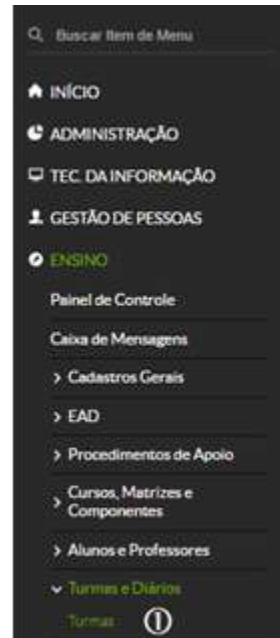 Buscar Item de Menu
INÍCIO
ADMINISTRAÇÃO
TEC. DA INFORMAÇÃO
GESTÃO DE PESSOAS
ENSINO
Painel de Controle
Caixa de Mensagens
> Cadastros Gerais
> EAD
> Procedimentos de Apoio
> Cursos, Matrizes e
Componentes
> Alunos e Professores
Turmas e Diários
Turmas ①